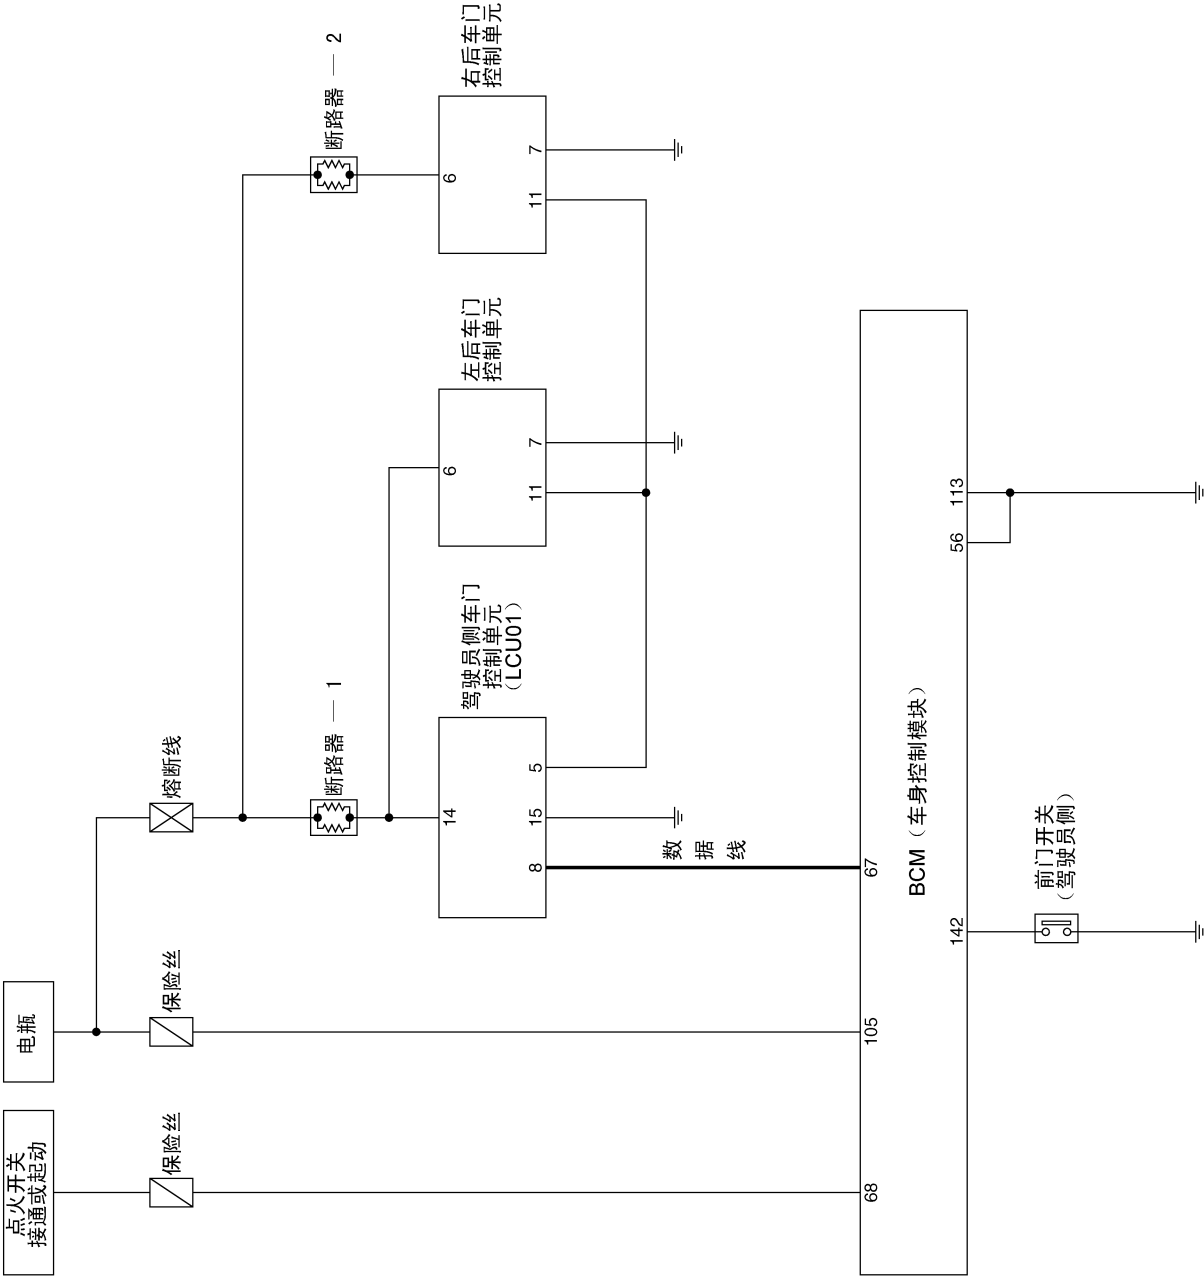 点火开关
接通或起动
电瓶
保险丝
保险丝
熔断线
断路器 — 1
断路器 — 2
14
驾驶员侧车门
控制单元
（LCU01）
8
15
5
6
左后车门
控制单元
11
7
6
右后车门
控制单元
11
7
数据线
68
105
67
BCM（车身控制模块）
142
56
113
前门开关
（驾驶员侧）